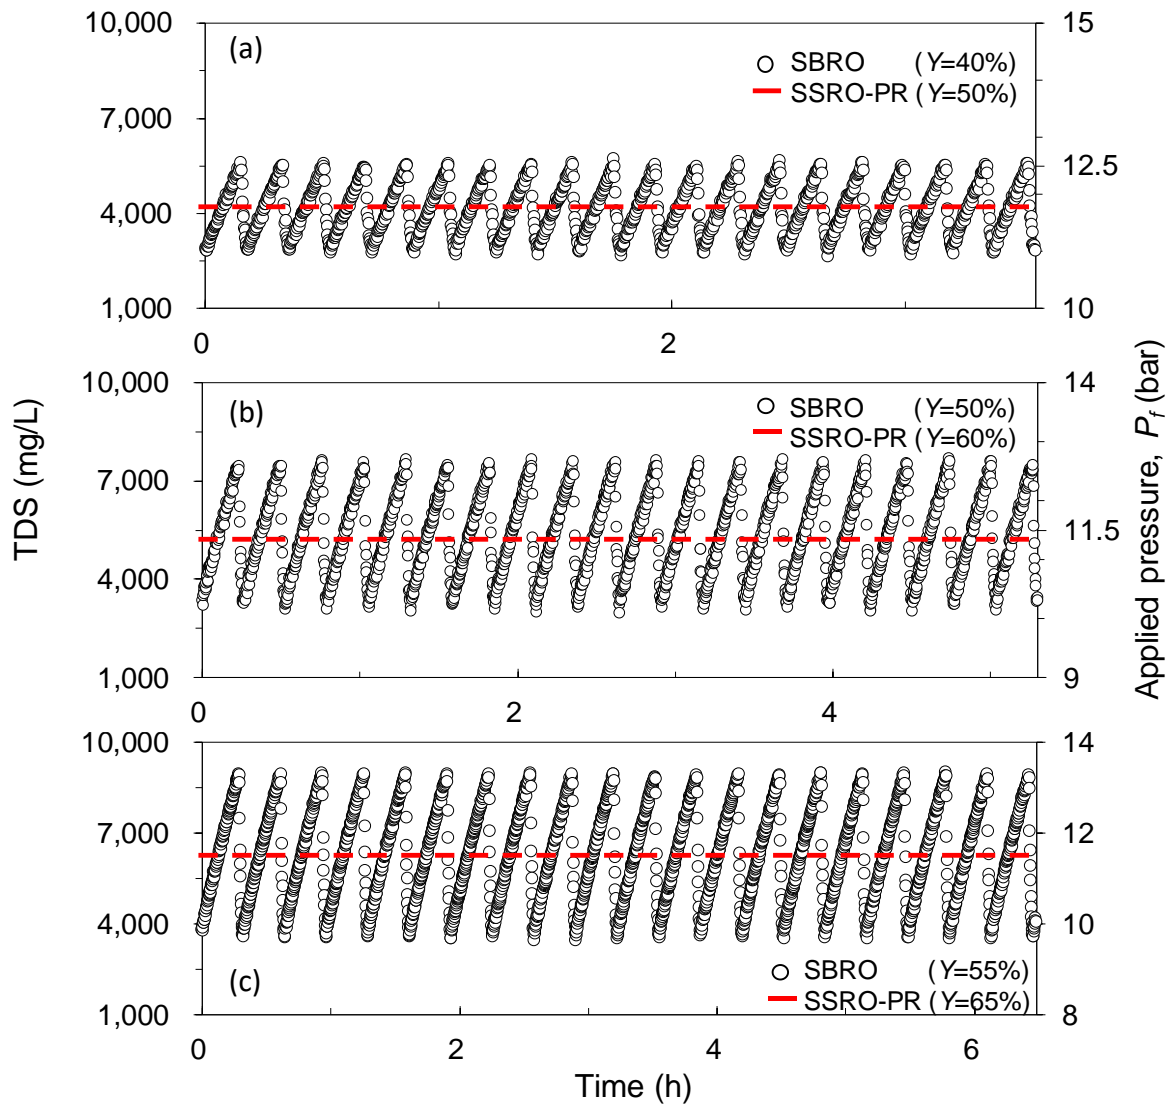 10,000
7,000
4,000
1,000
(a)
SBRO (Y=40%)
SSRO-PR (Y=50%)
15
12.5
10
0
2
10,000
7,000
4,000
1,000
(b)
SBRO (Y=50%)
SSRO-PR (Y=60%)
14
11.5
9
0
2
4
TDS (mg/L)
Applied pressure, Pf (bar)
10,000
7,000
4,000
1,000
(c)
SBRO (Y=55%)
SSRO-PR (Y=65%)
14
12
10
8
0
2
4
6
Time (h)